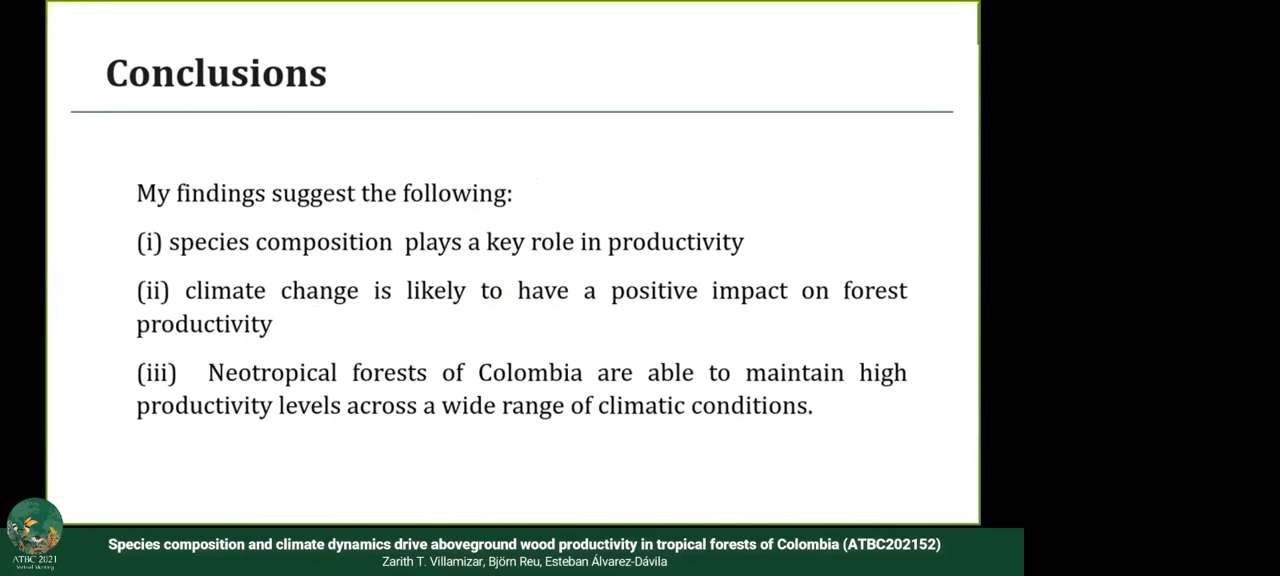 Conclusions
My findings suggest the following:
(i) species composition plays a key role in productivity
(ii) climate change is likely to have a positive impact on forest
productivity
(iii) Neotropical forests of Colombia are able to maintain high
productivity levels across a wide range of climatic conditions.
ATBC 2021
Virtual Meeting
Species composition and climate dynamics drive aboveground wood productivity in tropical forests of Colombia (ATBC202152)
Zarith T. Villamizar, Björn Reu, Esteban Álvarez-Dávila